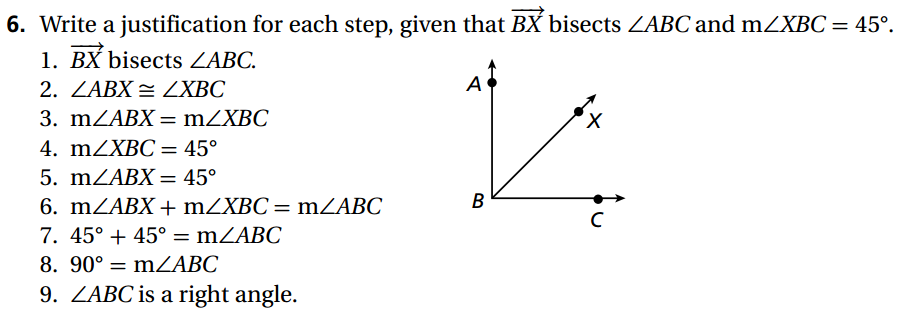 6. Write a justification for each step, given that BX bisects ∠ABC and m∠XBC = 45°.
1. BX bisects ∠ABC.
2. ∠ABX ≅ ∠XBC
3. m∠ABX = m∠XBC
4. m∠XBC = 45°
5. m∠ABX = 45°
6. m∠ABX + m∠XBC = m∠ABC
7. 45° + 45° = m∠ABC
8. 90° = m∠ABC
9. ∠ABC is a right angle.
A
X
B
C